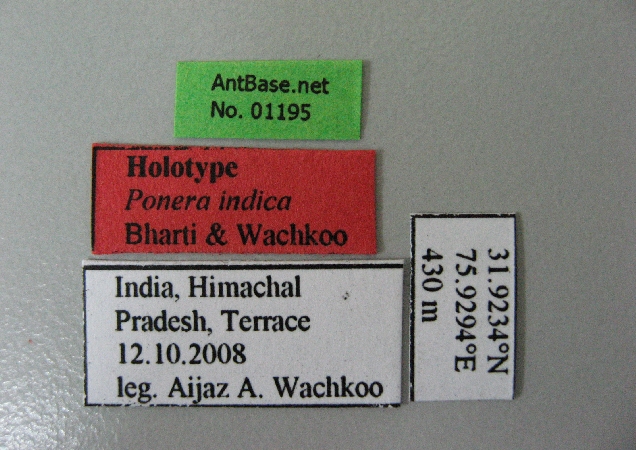 AntBase.net
No. 01195
Holotype
Ponera indica
Bharti & Wachkoo
India, Himachal
Pradesh, Terrace
12.10.2008
leg. Aijaz A. Wachkoo
31.9234°N
75.9294°E
430 m